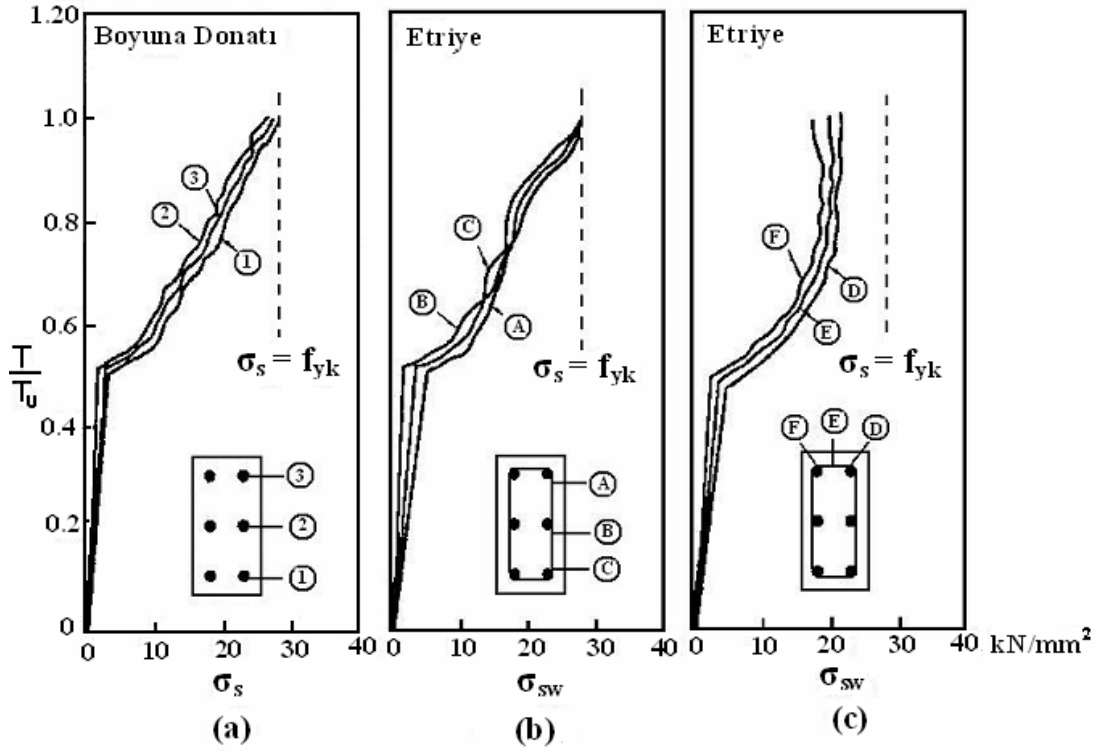 1.20
1.0
0.8
0.6
0.4
0.2
0
T
Tu
Boyuna Donatı
3
2
1
σs = fyk
3
2
1
0 10 20 30 40
σs
(a)
Etriye
C
B
A
σs = fyk
A
B
C
0 10 20 30 40
σsw
(b)
Etriye
F
D
E
σs = fyk
F
E
D
0 10 20 30 40
kN/mm²
σsw
(c)